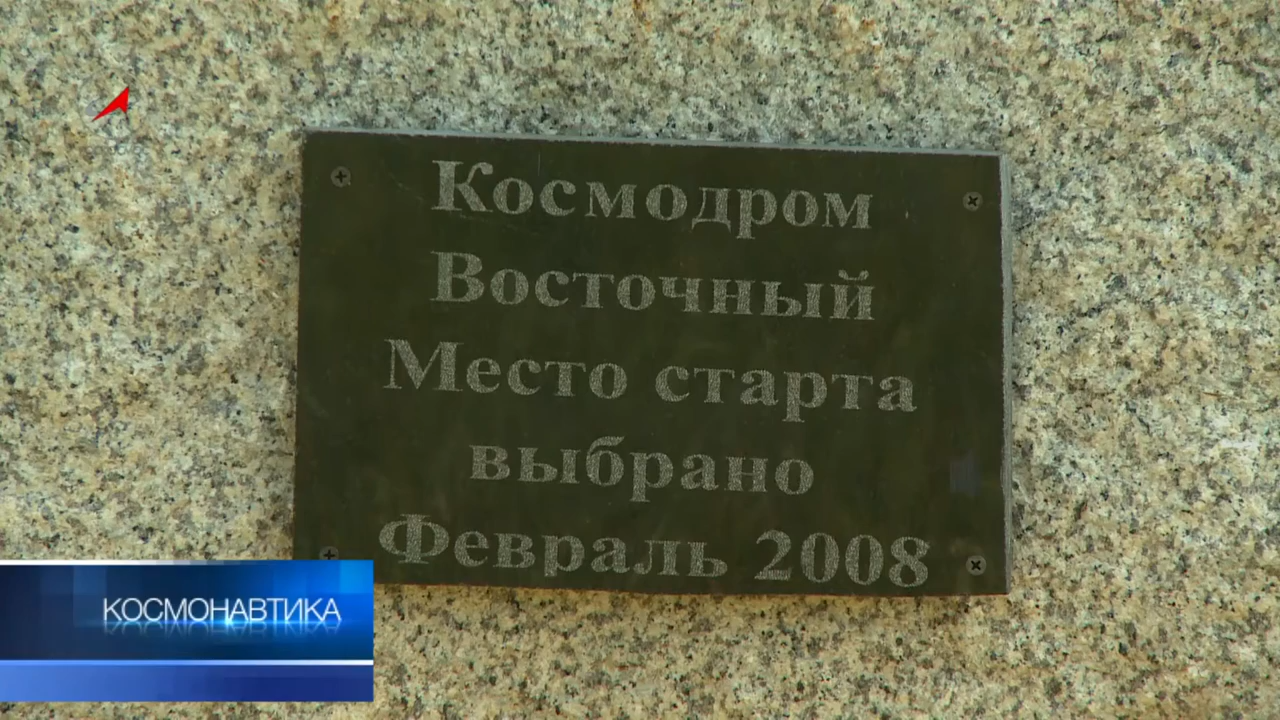 Космодром
Восточный
Место старта
выбрано
Февраль 2008
КОСМОНАВТИКА